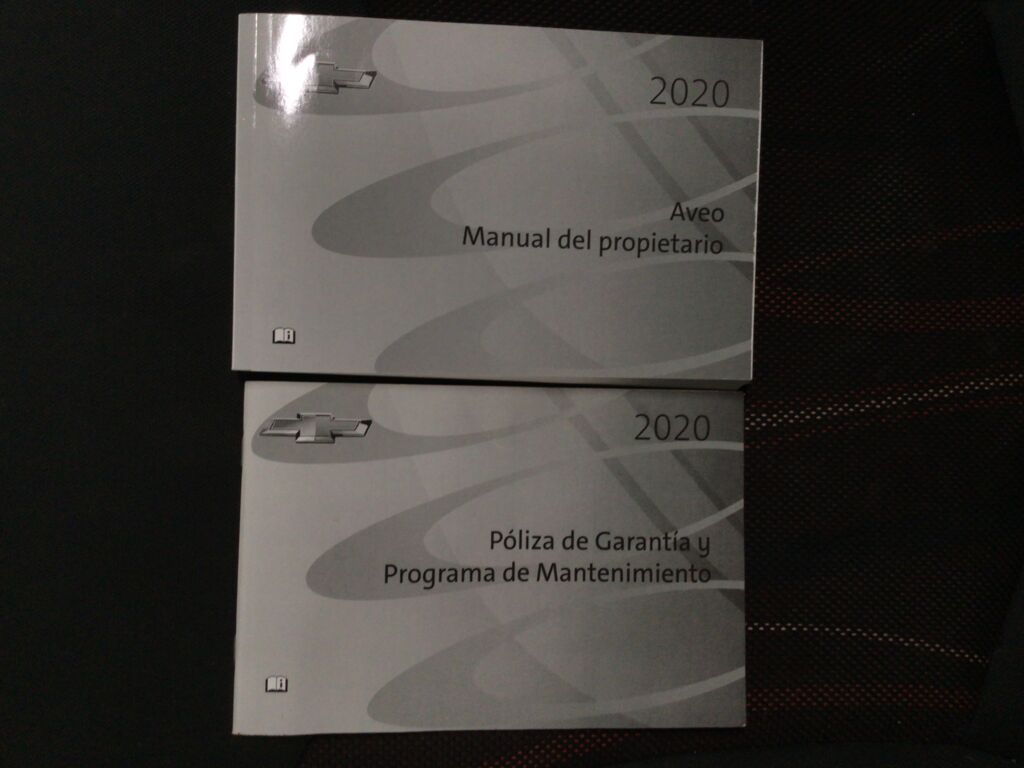 2020
Aveo
Manual del propietario
2020
Póliza de Garantía y
Programa de Mantenimiento